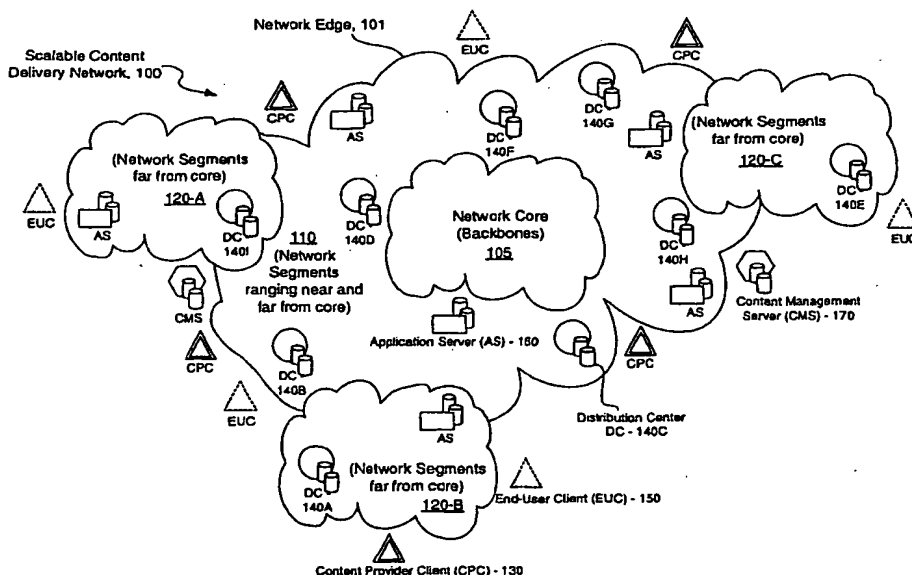 Network Edge, 101
EUC
CPC
Scalable Content
Delivery Network, 100
CPC
AS
DC
140F
DC
140G
AS
(Network Segments
far from core)
120-C
DC
140E
EUC
(Network Segments
far from core)
120-A
EUC
AS
DC
140I
110
(Network
Segments
ranging near and
far from core)
DC
140D
Network Core
(Backbones)
105
DC
140H
AS
Content Management
Server (CMS) - 170
CMS
CPC
Application Server (AS) - 160
CPC
DC
140B
EUC
Distribution Center
DC - 140C
AS
(Network Segments
far from core)
120-B
DC
140A
End-User Client (EUC) - 150
Content Provider Client (CPC) - 130